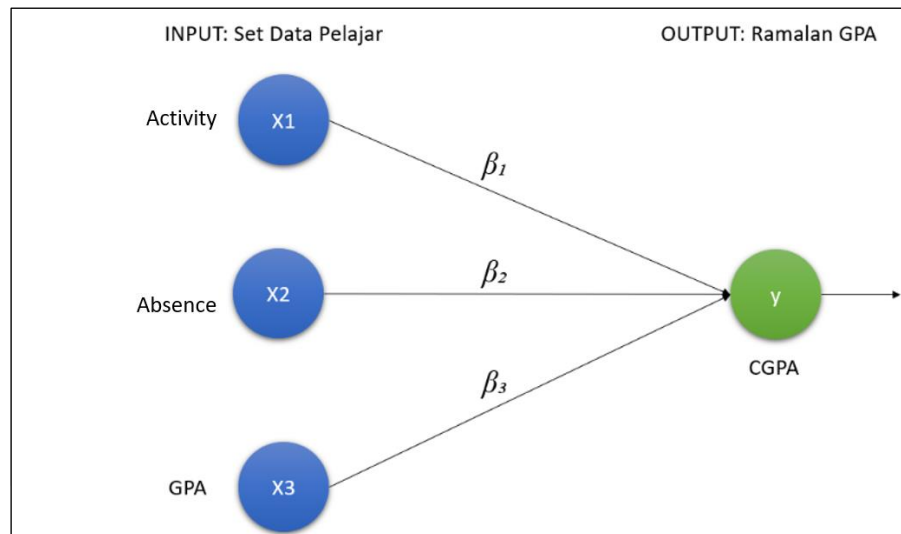 INPUT: Set Data Pelajar
OUTPUT: Ramalan GPA
Activity
X1
β1
Absence
X2
β2
y
CGPA
β3
GPA
X3